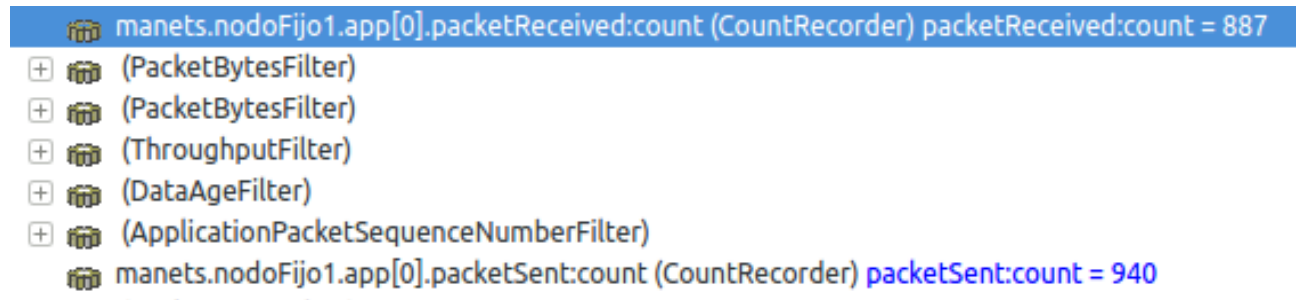 manets.nodoFijo1.app[0].packetReceived:count (CountRecorder) packetReceived:count = 887
(PacketBytesFilter)
(PacketBytesFilter)
(ThroughputFilter)
(DataAgeFilter)
(ApplicationPacketSequenceNumberFilter)
manets.nodoFijo1.app[0].packetSent:count (CountRecorder) packetSent:count = 940